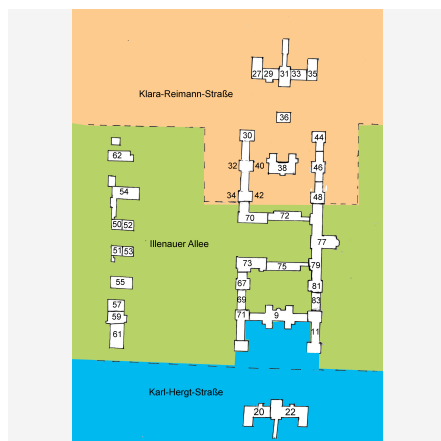 27 29 31 33 35
Klara-Reimann-Straße
36
30 44
62 32 40 38 46
54 34 42 48
50 52 70 72
Illenauer Allee 77
51 53
73 75 79
55 67 81
57 69 83
59 71 9
61 11
Karl-Hergt-Straße
20 22